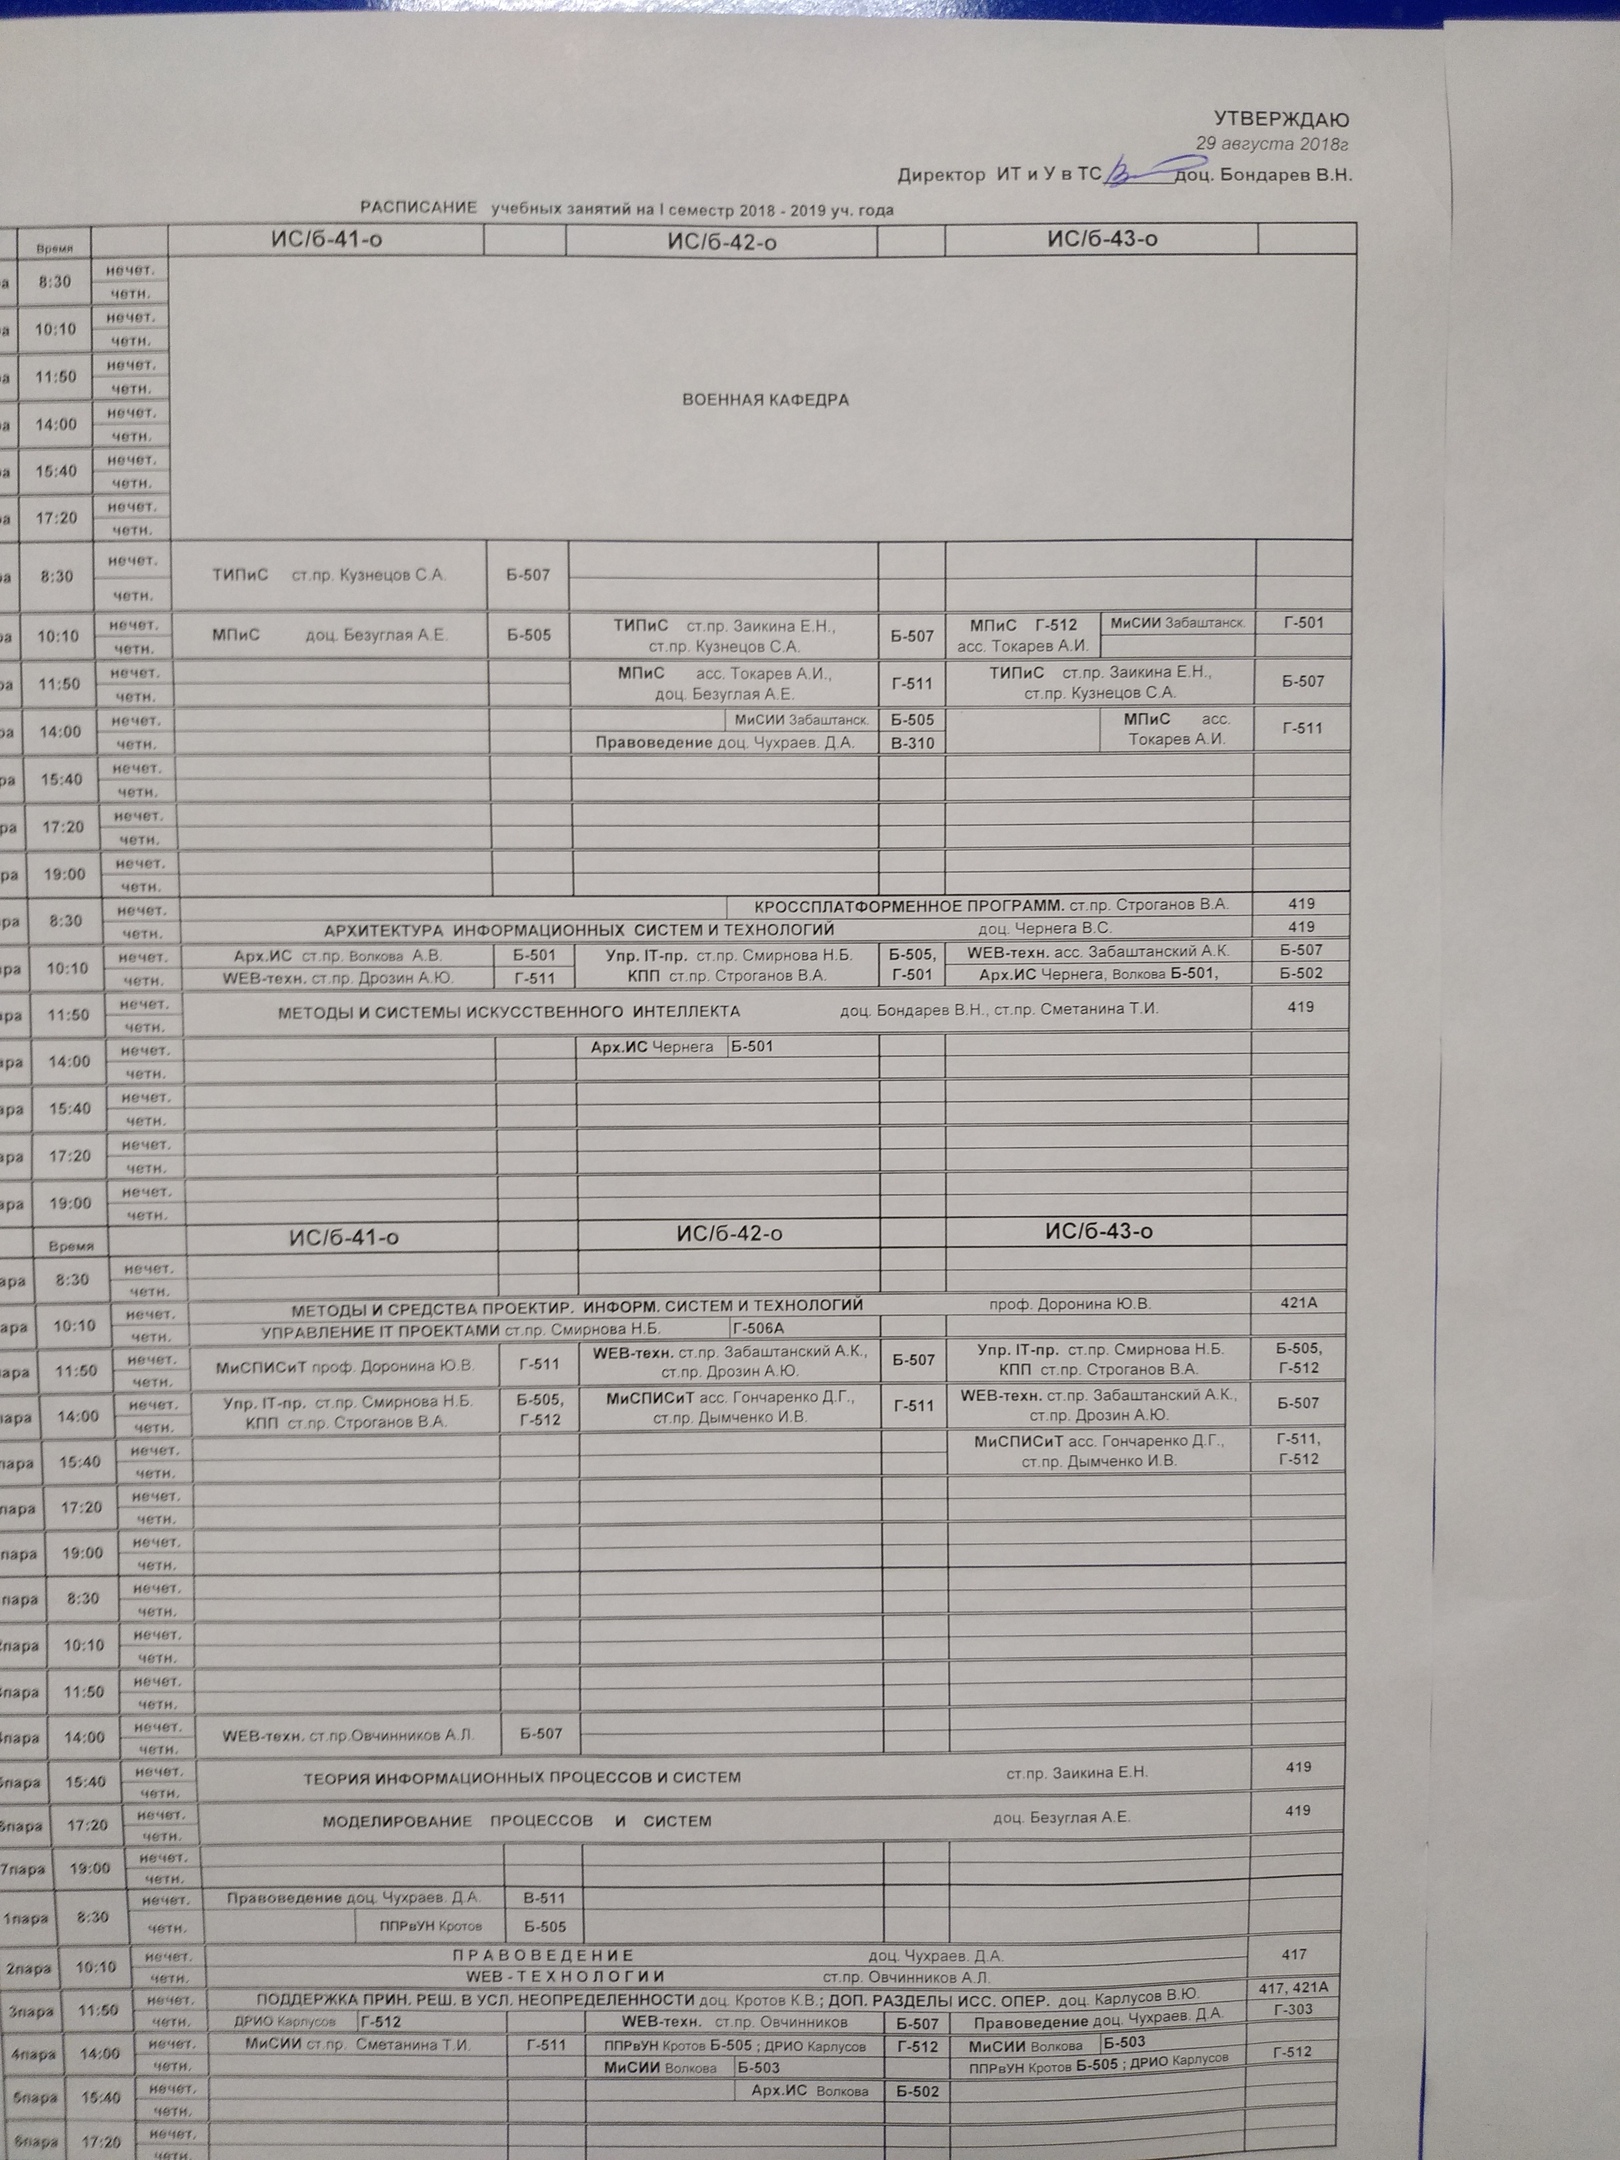 УТВЕРЖДАЮ
29 августа 2018г
Директор ИТ и У в ТС доц. Бондарев В.Н.
РАСПИСАНИЕ учебных занятий на I семестр 2018 - 2019 уч. года
Время ИС/б-41-о ИС/б-42-о ИС/б-43-о
ра 8:30 нечет.
четн.
ра 10:10 нечет.
четн.
ра 11:50 нечет.
четн.
ВОЕННАЯ КАФЕДРА
ра 14:00 нечет.
четн.
ра 15:40 нечет.
четн.
ра 17:20 нечет.
четн.
ра 8:30 нечет. ТИПиС ст.пр. Кузнецов С.А. Б-507
четн.
ра 10:10 нечет. МПиС доц. Безуглая А.Е. Б-505 ТИПиС ст.пр. Заикина Е.Н., Б-507 МПиС Г-512 МиСИИ Забаштанск. Г-501
четн. ст.пр. Кузнецов С.А. асс. Токарев А.И.
ра 11:50 нечет. МПиС асс. Токарев А.И., Г-511 ТИПиС ст.пр. Заикина Е.Н., Б-507
четн. доц. Безуглая А.Е. ст.пр. Кузнецов С.А.
ра 14:00 нечет. МиСИИ Забаштанск. Б-505 МПиС асс. Г-511
четн. Правоведение доц. Чухраев. Д.А. В-310 Токарев А.И.
ра 15:40 нечет.
четн.
ра 17:20 нечет.
четн.
ра 19:00 нечет.
четн.
ра 8:30 нечет. КРОССПЛАТФОРМЕННОЕ ПРОГРАММ. ст.пр. Строганов В.А. 419
четн. АРХИТЕКТУРА ИНФОРМАЦИОННЫХ СИСТЕМ И ТЕХНОЛОГИЙ доц. Чернега В.С. 419
ара 10:10 нечет. Арх.ИС ст.пр. Волкова А.В. Б-501 Упр. IT-пр. ст.пр. Смирнова Н.Б. Б-505, WEB-техн. асс. Забаштанский А.К. Б-507
четн. WEB-техн. ст.пр. Дрозин А.Ю. Г-511 КПП ст.пр. Строганов В.А. Г-501 Арх.ИС Чернега, Волкова Б-501, Б-502
ара 11:50 нечет. МЕТОДЫ И СИСТЕМЫ ИСКУССТВЕННОГО ИНТЕЛЛЕКТА доц. Бондарев В.Н., ст.пр. Сметанина Т.И. 419
четн.
ара 14:00 нечет. Арх.ИС Чернега Б-501
четн.
ара 15:40 нечет.
четн.
ара 17:20 нечет.
четн.
ара 19:00 нечет.
четн.
Время ИС/б-41-о ИС/б-42-о ИС/б-43-о
ара 8:30 нечет.
четн.
ара 10:10 нечет. МЕТОДЫ И СРЕДСТВА ПРОЕКТИР. ИНФОРМ. СИСТЕМ И ТЕХНОЛОГИЙ проф. Доронина Ю.В. 421А
четн. УПРАВЛЕНИЕ IT ПРОЕКТАМИ ст.пр. Смирнова Н.Б. Г-506А
ара 11:50 нечет. МиСПИСиТ проф. Доронина Ю.В. Г-511 WEB-техн. ст.пр. Забаштанский А.К., Б-507 Упр. IT-пр. ст.пр. Смирнова Н.Б. Б-505,
четн. ст.пр. Дрозин А.Ю. КПП ст.пр. Строганов В.А. Г-512
пара 14:00 нечет. Упр. IT-пр. ст.пр. Смирнова Н.Б. Б-505, МиСПИСиТ асс. Гончаренко Д.Г., Г-511 WEB-техн. ст.пр. Забаштанский А.К., Б-507
четн. КПП ст.пр. Строганов В.А. Г-512 ст.пр. Дымченко И.В. ст.пр. Дрозин А.Ю.
пара 15:40 нечет. МиСПИСиТ асс. Гончаренко Д.Г., Г-511,
четн. ст.пр. Дымченко И.В. Г-512
пара 17:20 нечет.
четн.
пара 19:00 нечет.
четн.
пара 8:30 нечет.
четн.
2пара 10:10 нечет.
четн.
3пара 11:50 нечет.
четн.
4пара 14:00 нечет. WEB-техн. ст.пр.Овчинников А.Л. Б-507
четн.
5пара 15:40 нечет. ТЕОРИЯ ИНФОРМАЦИОННЫХ ПРОЦЕССОВ И СИСТЕМ ст.пр. Заикина Е.Н. 419
четн.
6пара 17:20 нечет. МОДЕЛИРОВАНИЕ ПРОЦЕССОВ И СИСТЕМ доц. Безуглая А.Е. 419
четн.
7пара 19:00 нечет.
четн.
1пара 8:30 нечет. Правоведение доц. Чухраев. Д.А. В-511
четн. ППРвУН Кротов Б-505
2пара 10:10 нечет. ПРАВОВЕДЕНИЕ доц. Чухраев. Д.А. 417
четн. WEB-ТЕХНОЛОГИИ ст.пр. Овчинников А.Л.
3пара 11:50 нечет. ПОДДЕРЖКА ПРИН. РЕШ. В УСЛ. НЕОПРЕДЕЛЕННОСТИ доц. Кротов К.В.; ДОП. РАЗДЕЛЫ ИСС. ОПЕР. доц. Карлусов В.Ю. 417, 421А
четн. ДРИО Карлусов Г-512 WEB-техн. ст.пр. Овчинников Б-507 Правоведение доц. Чухраев. Д.А. Г-303
4пара 14:00 нечет. МиСИИ ст.пр. Сметанина Т.И. Г-511 ППРвУН Кротов Б-505 ; ДРИО Карлусов Г-512 МиСИИ Волкова Б-503
четн. МиСИИ Волкова Б-503 ППРвУН Кротов Б-505 ; ДРИО Карлусов Г-512
5пара 15:40 нечет. Арх.ИС Волкова Б-502
четн.
6пара 17:20 нечет.
четн.